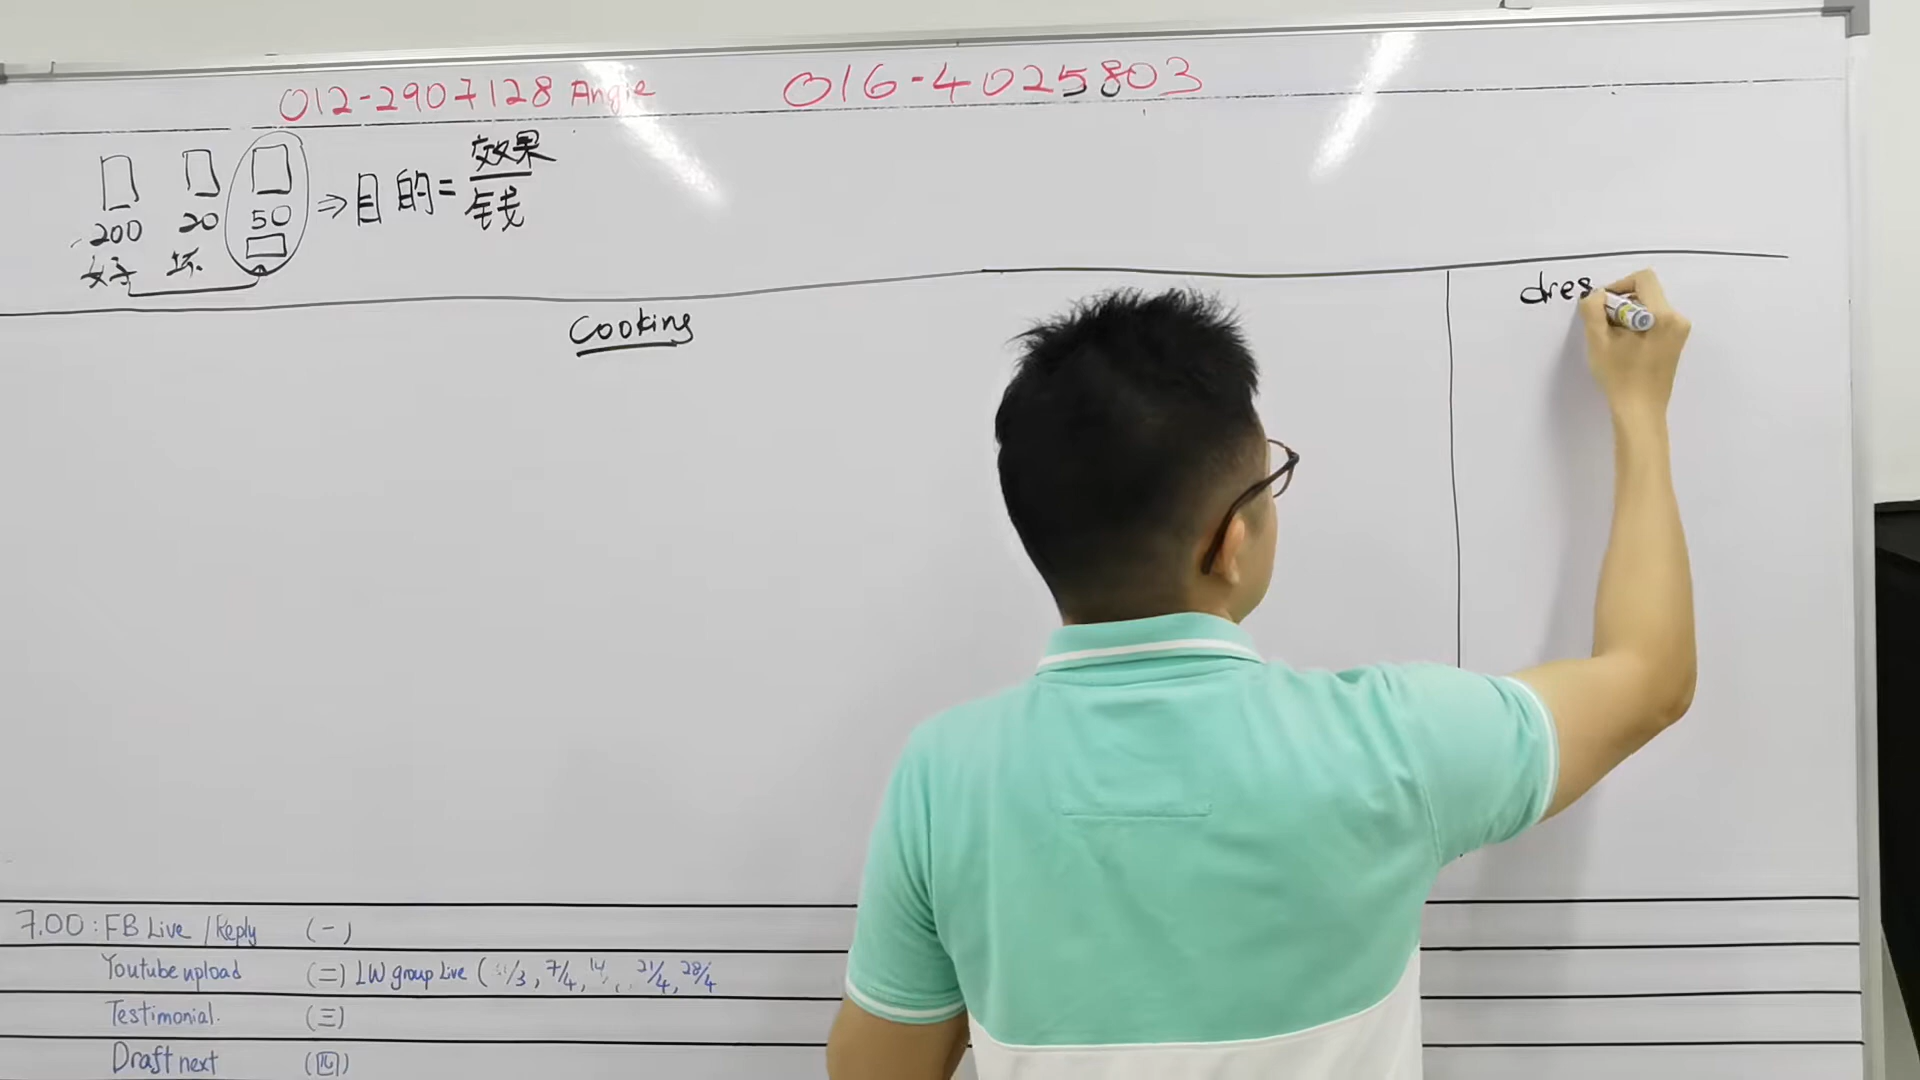 012-2907128 Angie 016-4025803
200 20 50 ⇒ 目的 = 效果
钱
好 坏
Cooking
dres
7.00 : FB Live / Reply (一)
Youtube upload (二) LW group Live ( /3, 7/4, 14, 21/4, 28/4
Testimonial. (三)
Draft next (四)